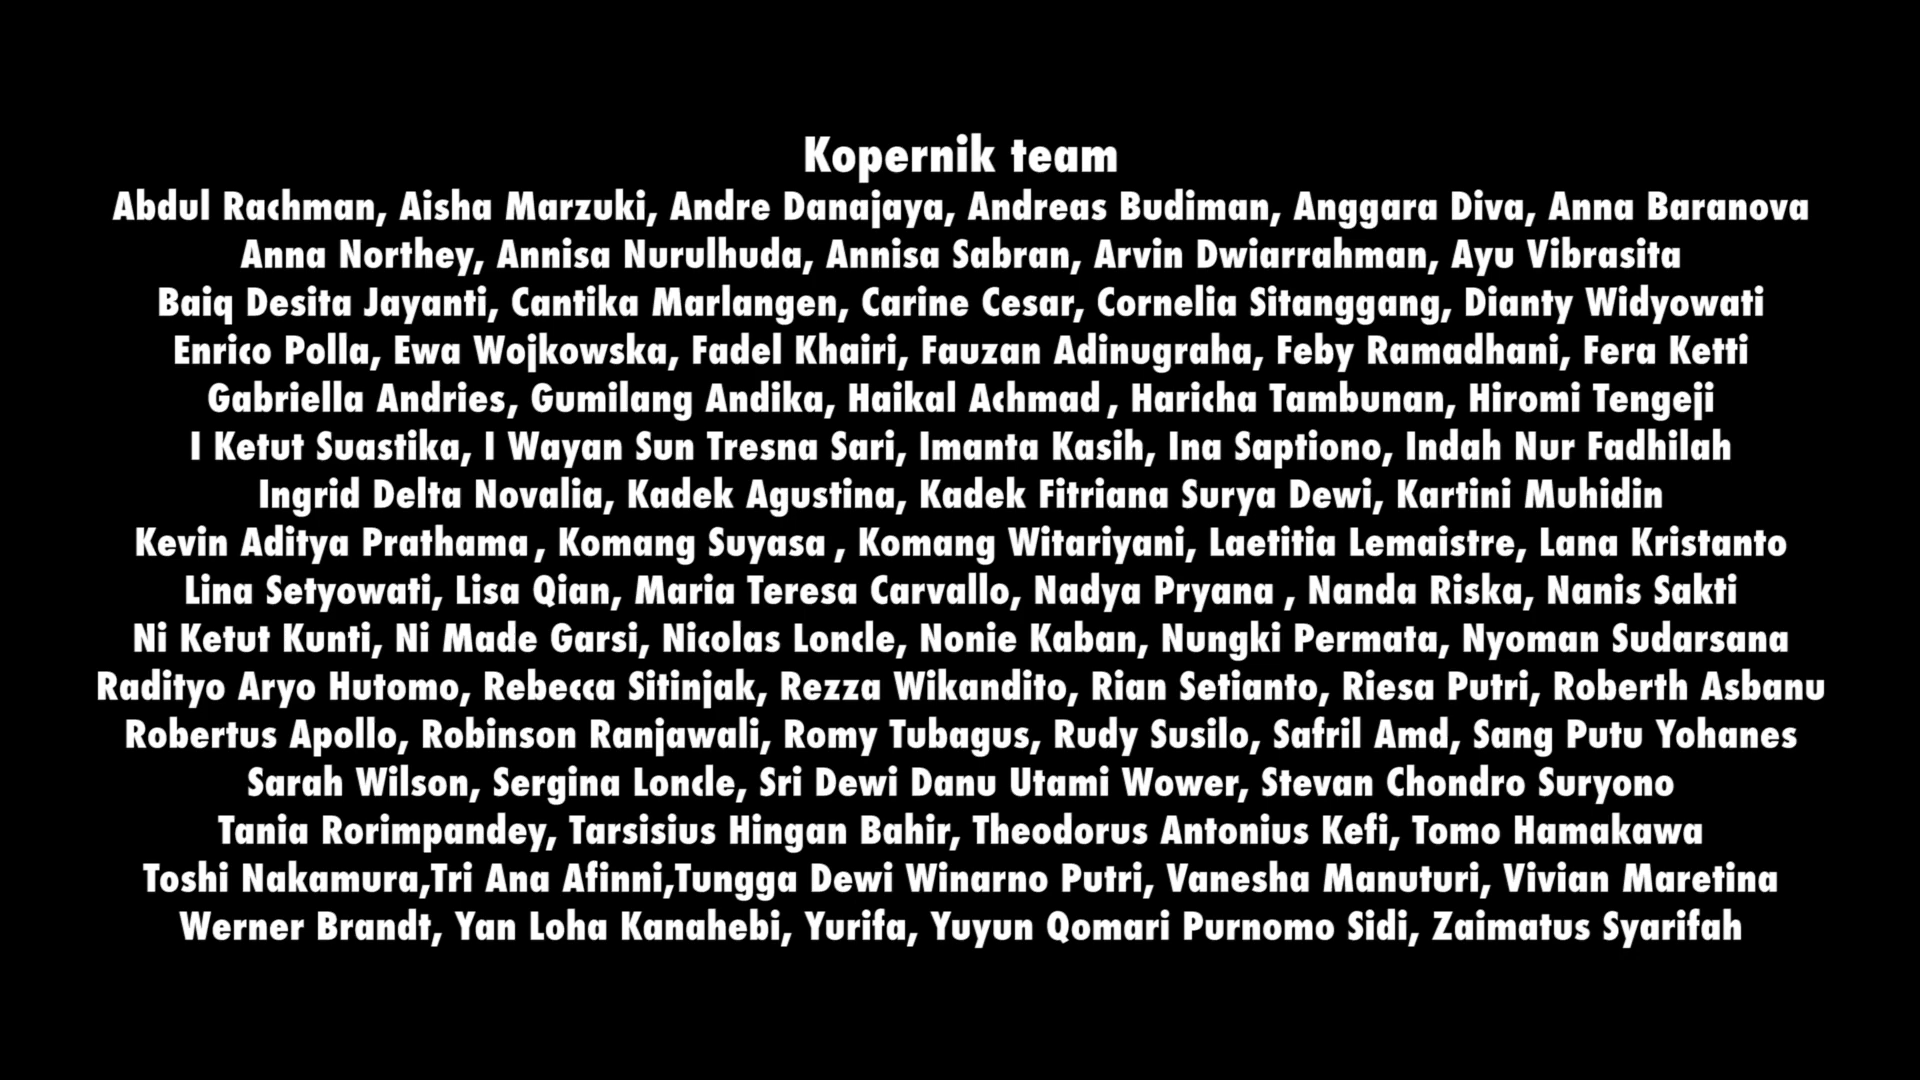 Kopernik team
Abdul Rachman, Aisha Marzuki, Andre Danajaya, Andreas Budiman, Anggara Diva, Anna Baranova
Anna Northey, Annisa Nurulhuda, Annisa Sabran, Arvin Dwiarrahman, Ayu Vibrasita
Baiq Desita Jayanti, Cantika Marlangen, Carine Cesar, Cornelia Sitanggang, Dianty Widyowati
Enrico Polla, Ewa Wojkowska, Fadel Khairi, Fauzan Adinugraha, Feby Ramadhani, Fera Ketti
Gabriella Andries, Gumilang Andika, Haikal Achmad , Haricha Tambunan, Hiromi Tengeji
I Ketut Suastika, I Wayan Sun Tresna Sari, Imanta Kasih, Ina Saptiono, Indah Nur Fadhilah
Ingrid Delta Novalia, Kadek Agustina, Kadek Fitriana Surya Dewi, Kartini Muhidin
Kevin Aditya Prathama , Komang Suyasa , Komang Witariyani, Laetitia Lemaistre, Lana Kristanto
Lina Setyowati, Lisa Qian, Maria Teresa Carvallo, Nadya Pryana , Nanda Riska, Nanis Sakti
Ni Ketut Kunti, Ni Made Garsi, Nicolas Loncle, Nonie Kaban, Nungki Permata, Nyoman Sudarsana
Radityo Aryo Hutomo, Rebecca Sitinjak, Rezza Wikandito, Rian Setianto, Riesa Putri, Roberth Asbanu
Robertus Apollo, Robinson Ranjawali, Romy Tubagus, Rudy Susilo, Safril Amd, Sang Putu Yohanes
Sarah Wilson, Sergina Loncle, Sri Dewi Danu Utami Wower, Stevan Chondro Suryono
Tania Rorimpandey, Tarsisius Hingan Bahir, Theodorus Antonius Kefi, Tomo Hamakawa
Toshi Nakamura,Tri Ana Afinni,Tungga Dewi Winarno Putri, Vanesha Manuturi, Vivian Maretina
Werner Brandt, Yan Loha Kanahebi, Yurifa, Yuyun Qomari Purnomo Sidi, Zaimatus Syarifah